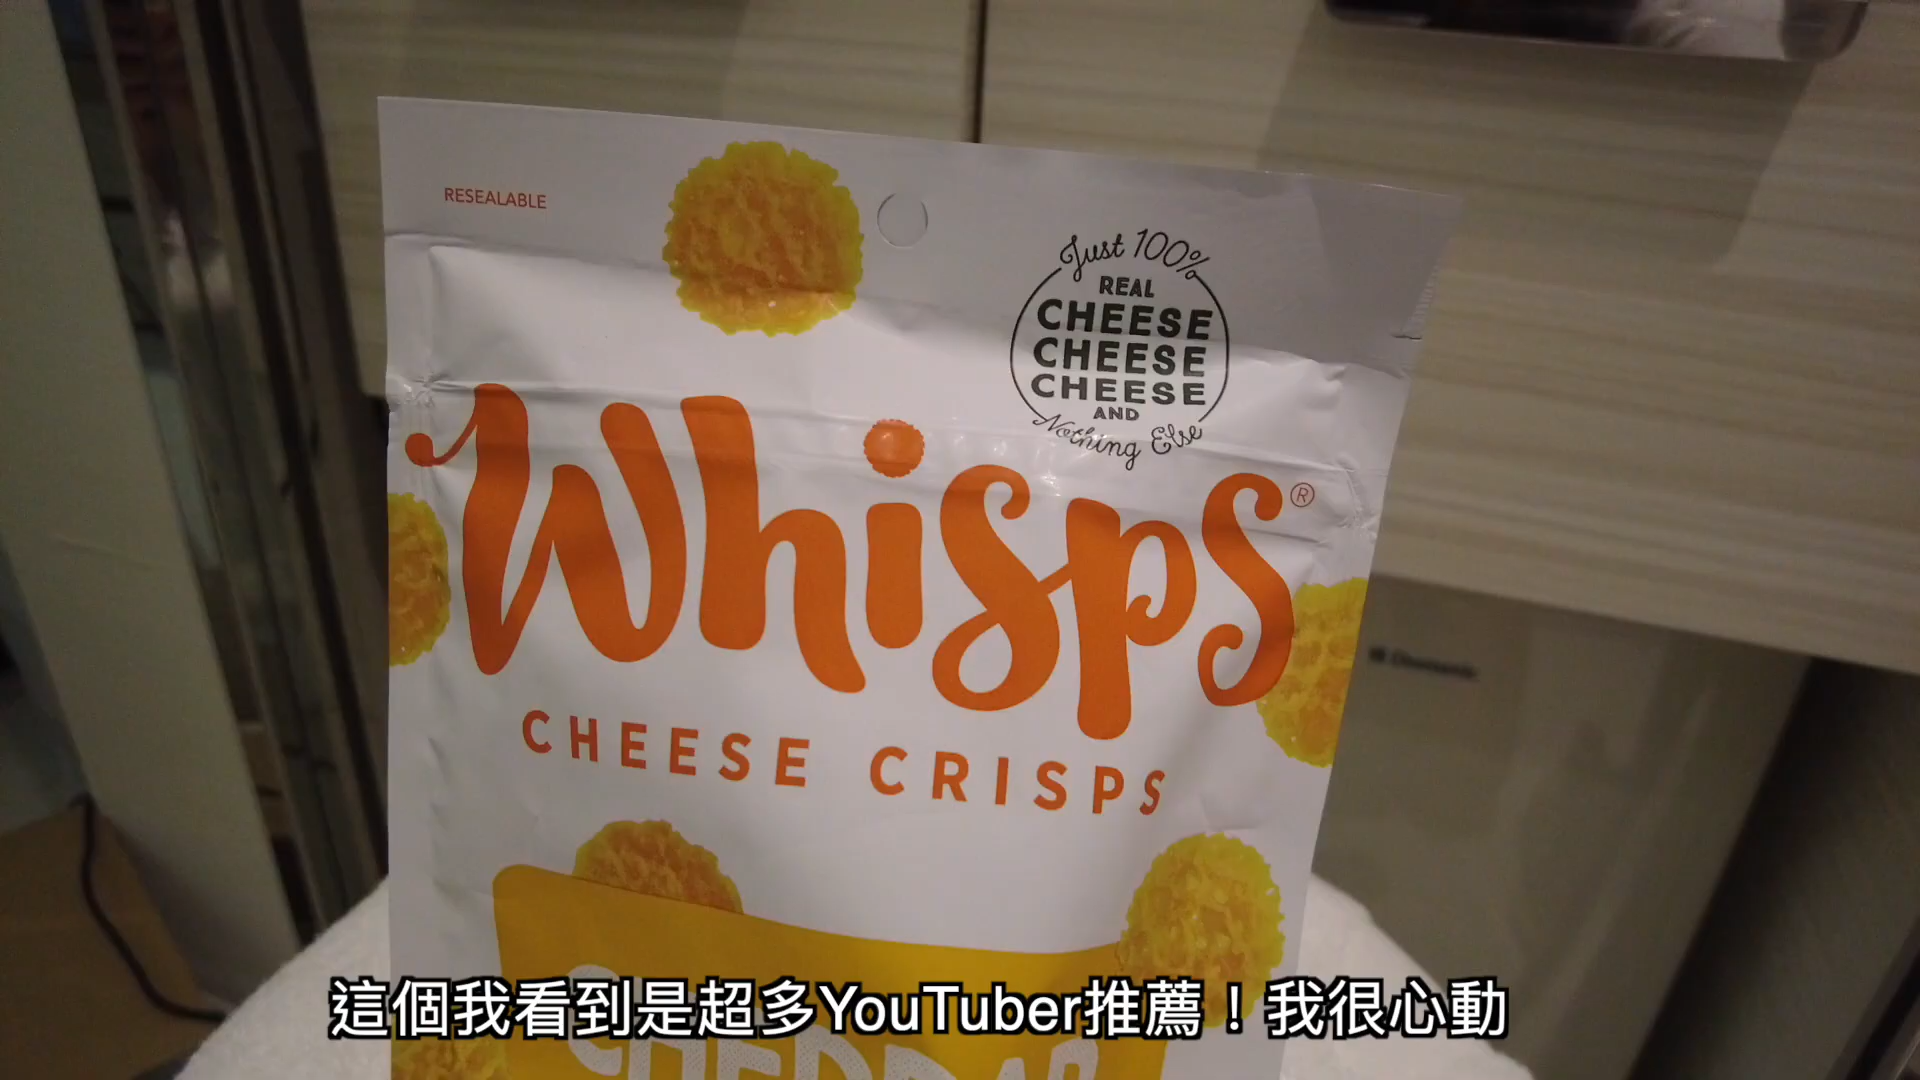 RESEALABLE
Just 100%
REAL
CHEESE
CHEESE
CHEESE
AND
Nothing Else
Whisps®
CHEESE CRISPS
CHEDDAR
這個我看到是超多YouTuber推薦！我很心動